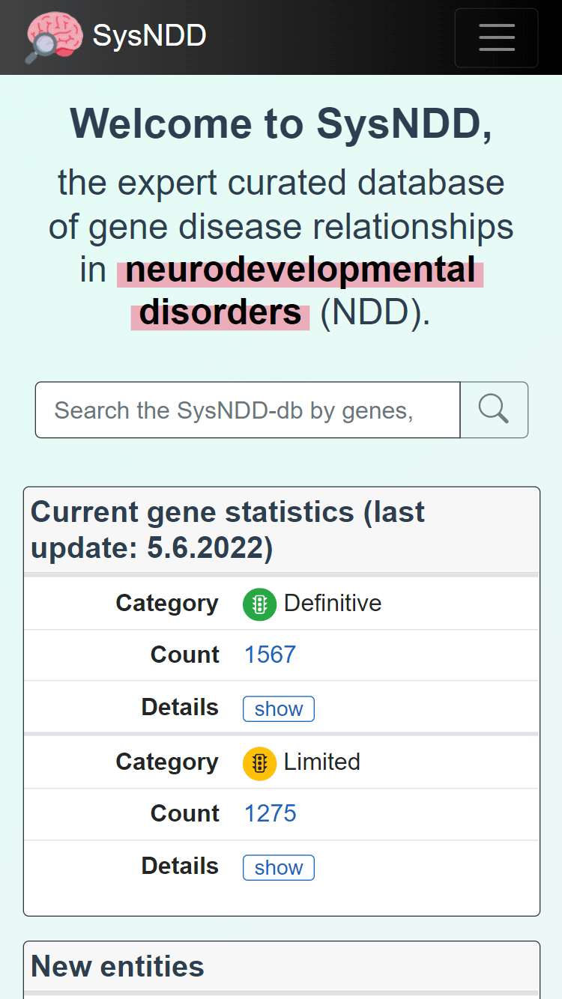 SysNDD
Welcome to SysNDD,
the expert curated database
of gene disease relationships
in neurodevelopmental
disorders (NDD).
Search the SysNDD-db by genes,
Current gene statistics (last
update: 5.6.2022)
Category Definitive
Count 1567
Details show
Category Limited
Count 1275
Details show
New entities